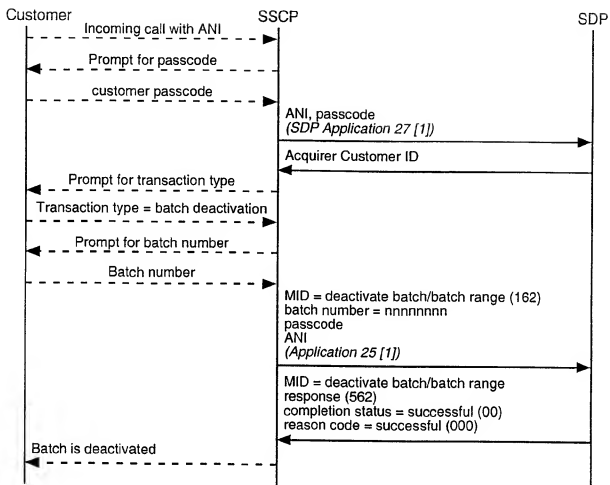 Customer
SSCP
SDP
Incoming call with ANI
Prompt for passcode
customer passcode
ANI, passcode
(SDP Application 27 [1])
Acquirer Customer ID
Prompt for transaction type
Transaction type = batch deactivation
Prompt for batch number
Batch number
MID = deactivate batch/batch range (162)
batch number = nnnnnnnn
passcode
ANI
(Application 25 [1])
MID = deactivate batch/batch range
response (562)
completion status = successful (00)
reason code = successful (000)
Batch is deactivated